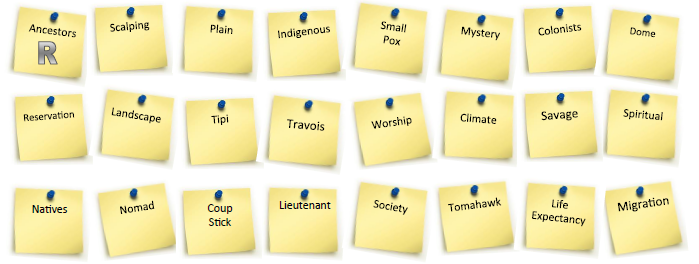 Ancestors
R
Scalping
Plain
Indigenous
Small
Pox
Mystery
Colonists
Dome
Reservation
Landscape
Tipi
Travois
Worship
Climate
Savage
Spiritual
Natives
Nomad
Coup
Stick
Lieutenant
Society
Tomahawk
Life
Expectancy
Migration